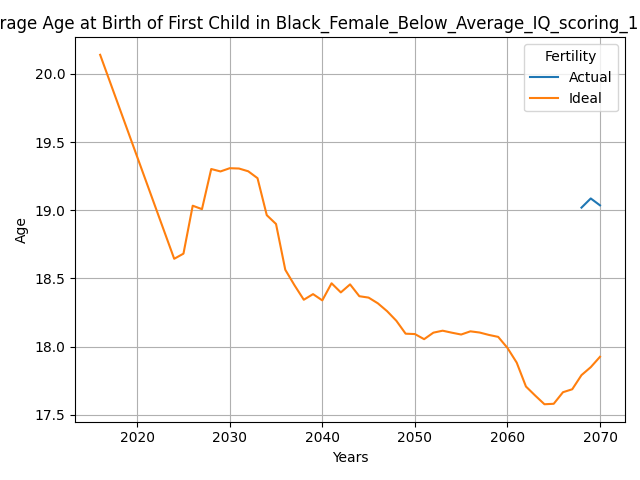 rage Age at Birth of First Child in Black_Female_Below_Average_IQ_scoring_1
Fertility
Actual
Ideal
20.0
19.5
19.0
18.5
18.0
17.5
Age
2020 2030 2040 2050 2060 2070
Years